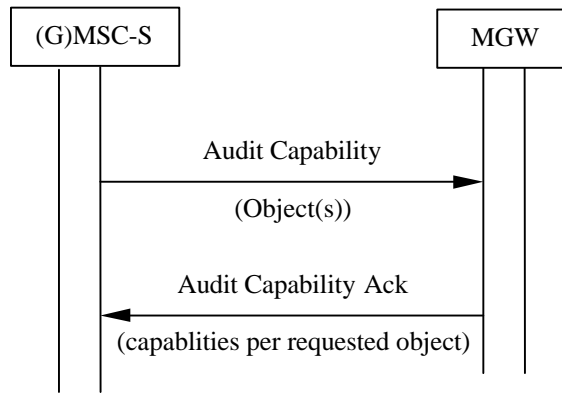 (G)MSC-S
MGW
Audit Capability
(Object(s))
Audit Capability Ack
(capablities per requested object)